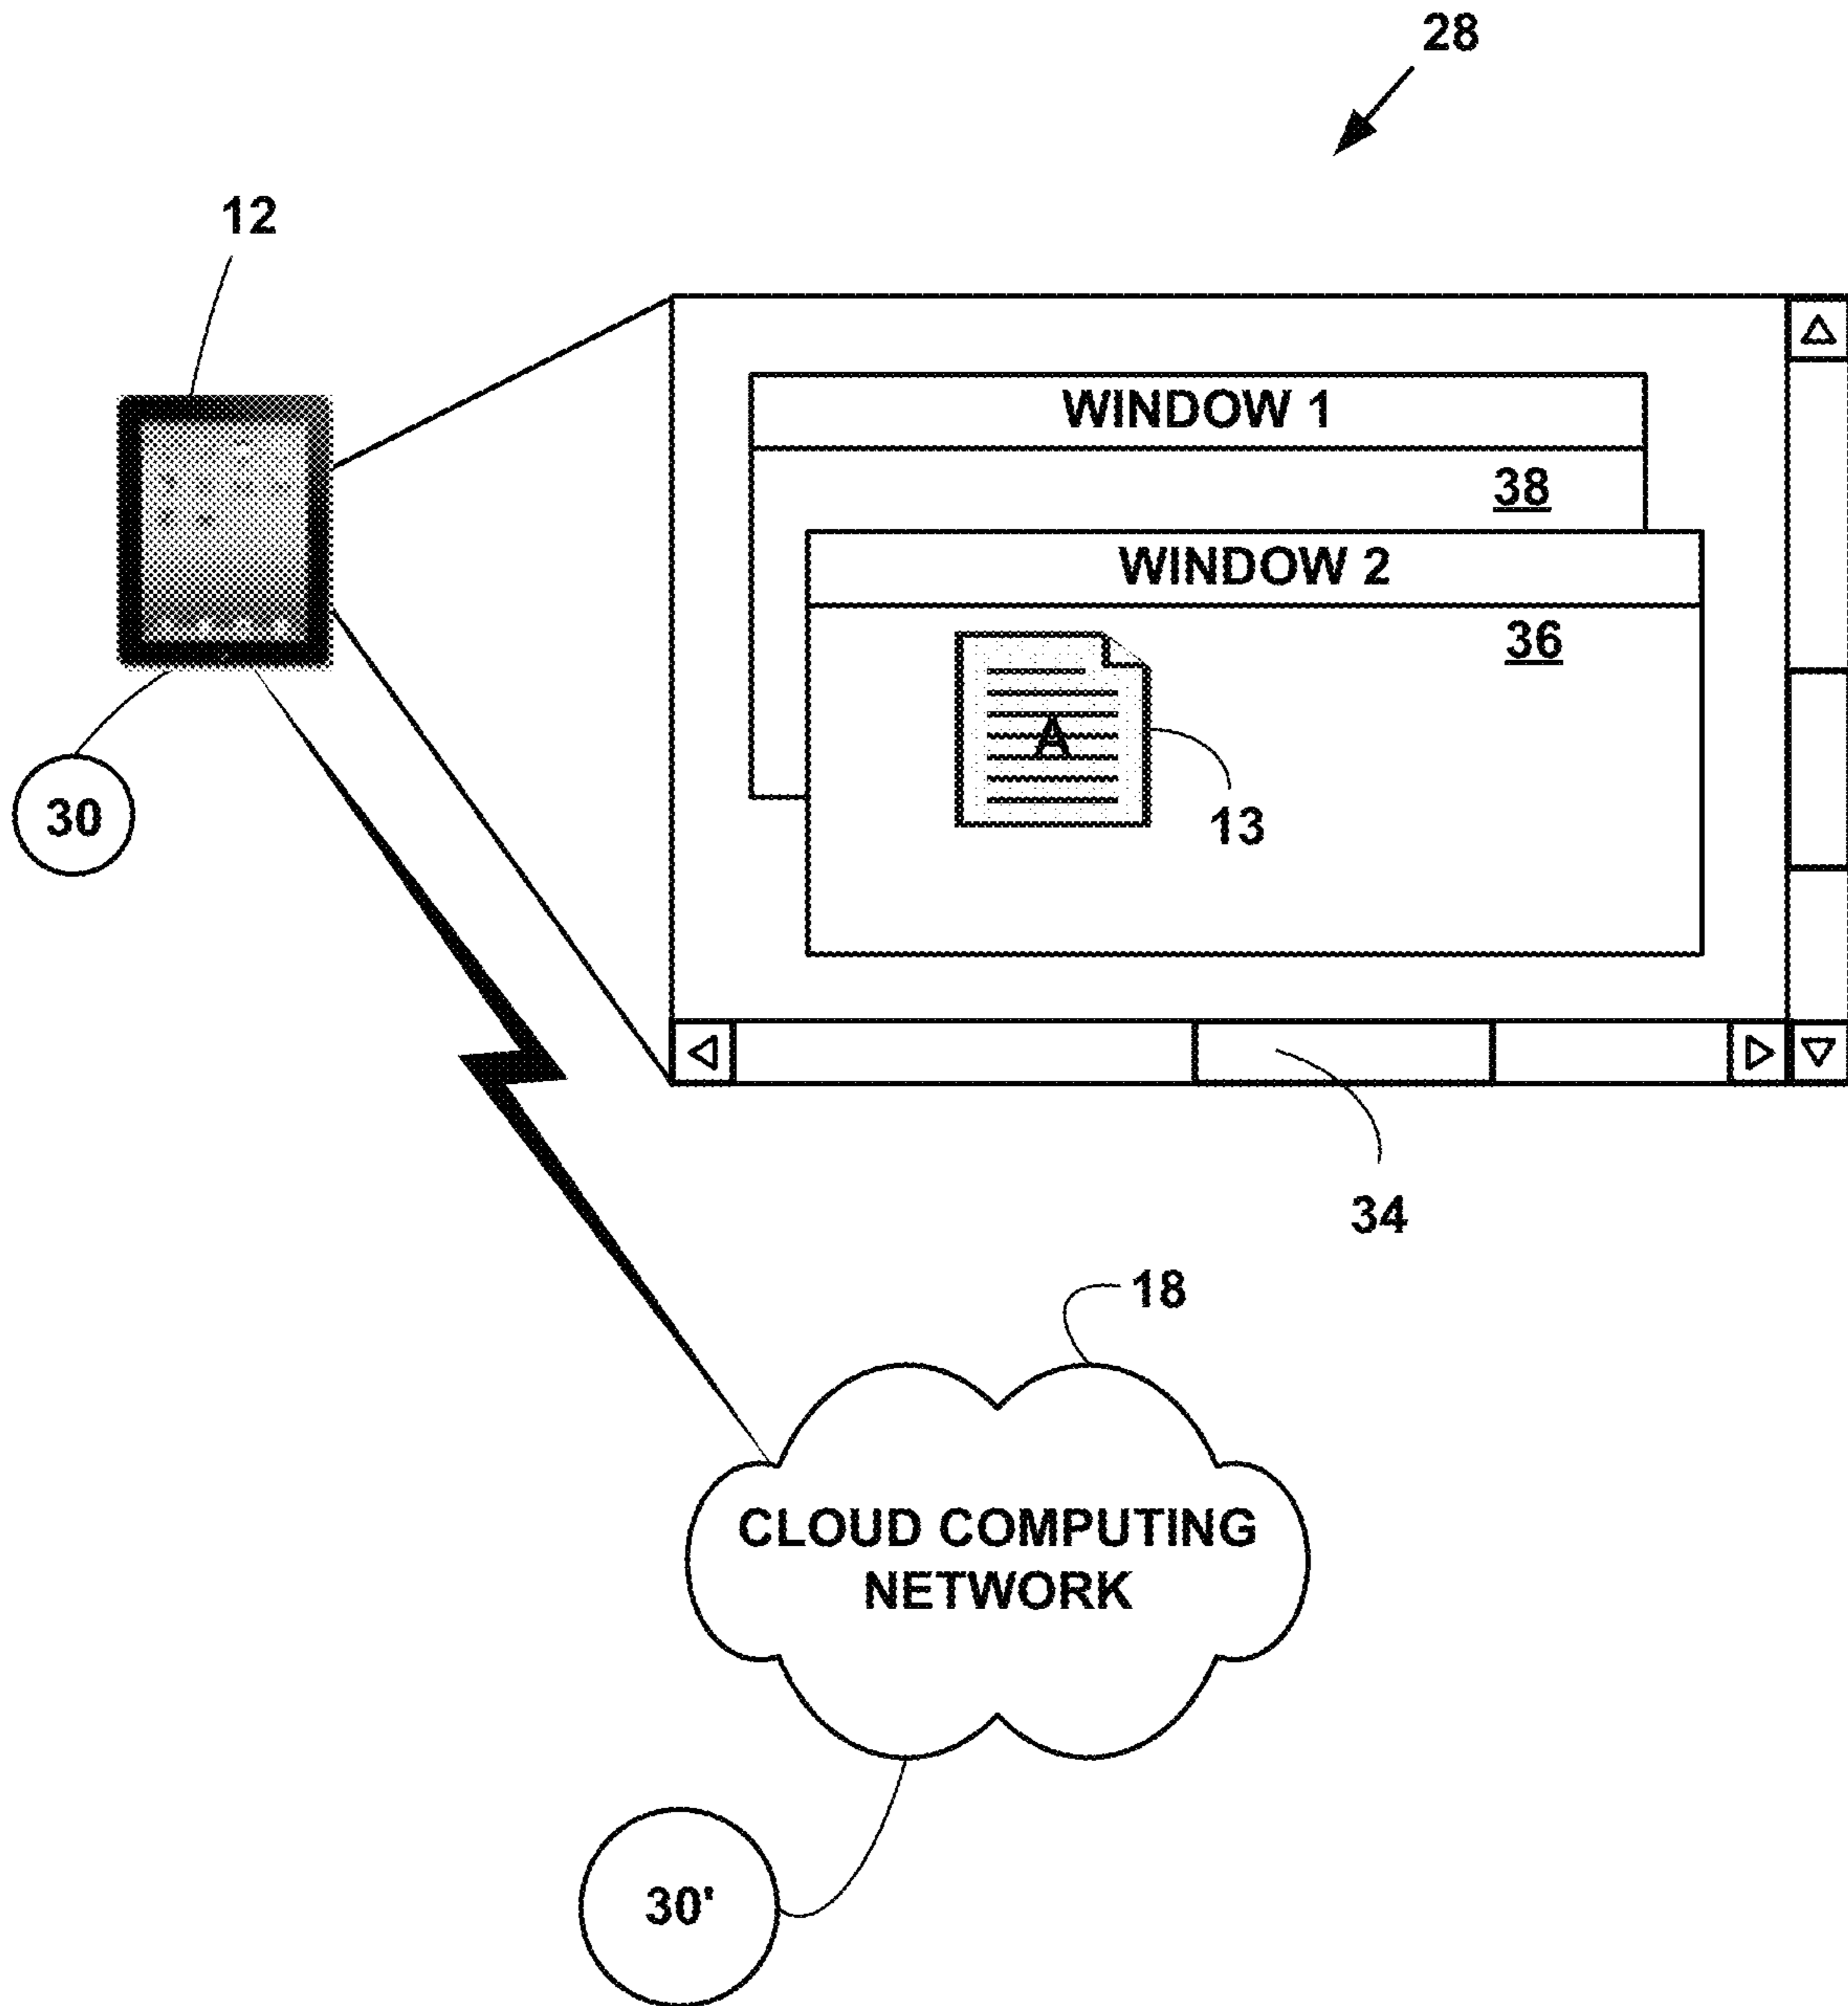 28
12
WINDOW 1
38
WINDOW 2
36
A
13
30
34
18
CLOUD COMPUTING
NETWORK
30'